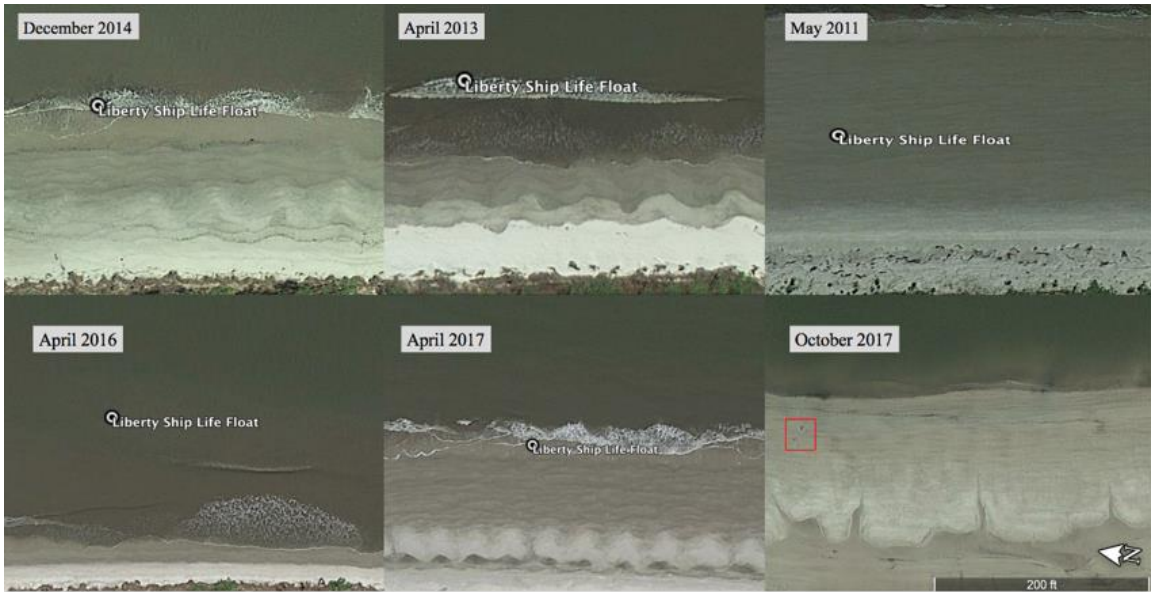 December 2014
Liberty Ship Life Float
April 2013
Liberty Ship Life Float
May 2011
Liberty Ship Life Float
April 2016
Liberty Ship Life Float
April 2017
Liberty Ship Life Float
October 2017
N
200 ft